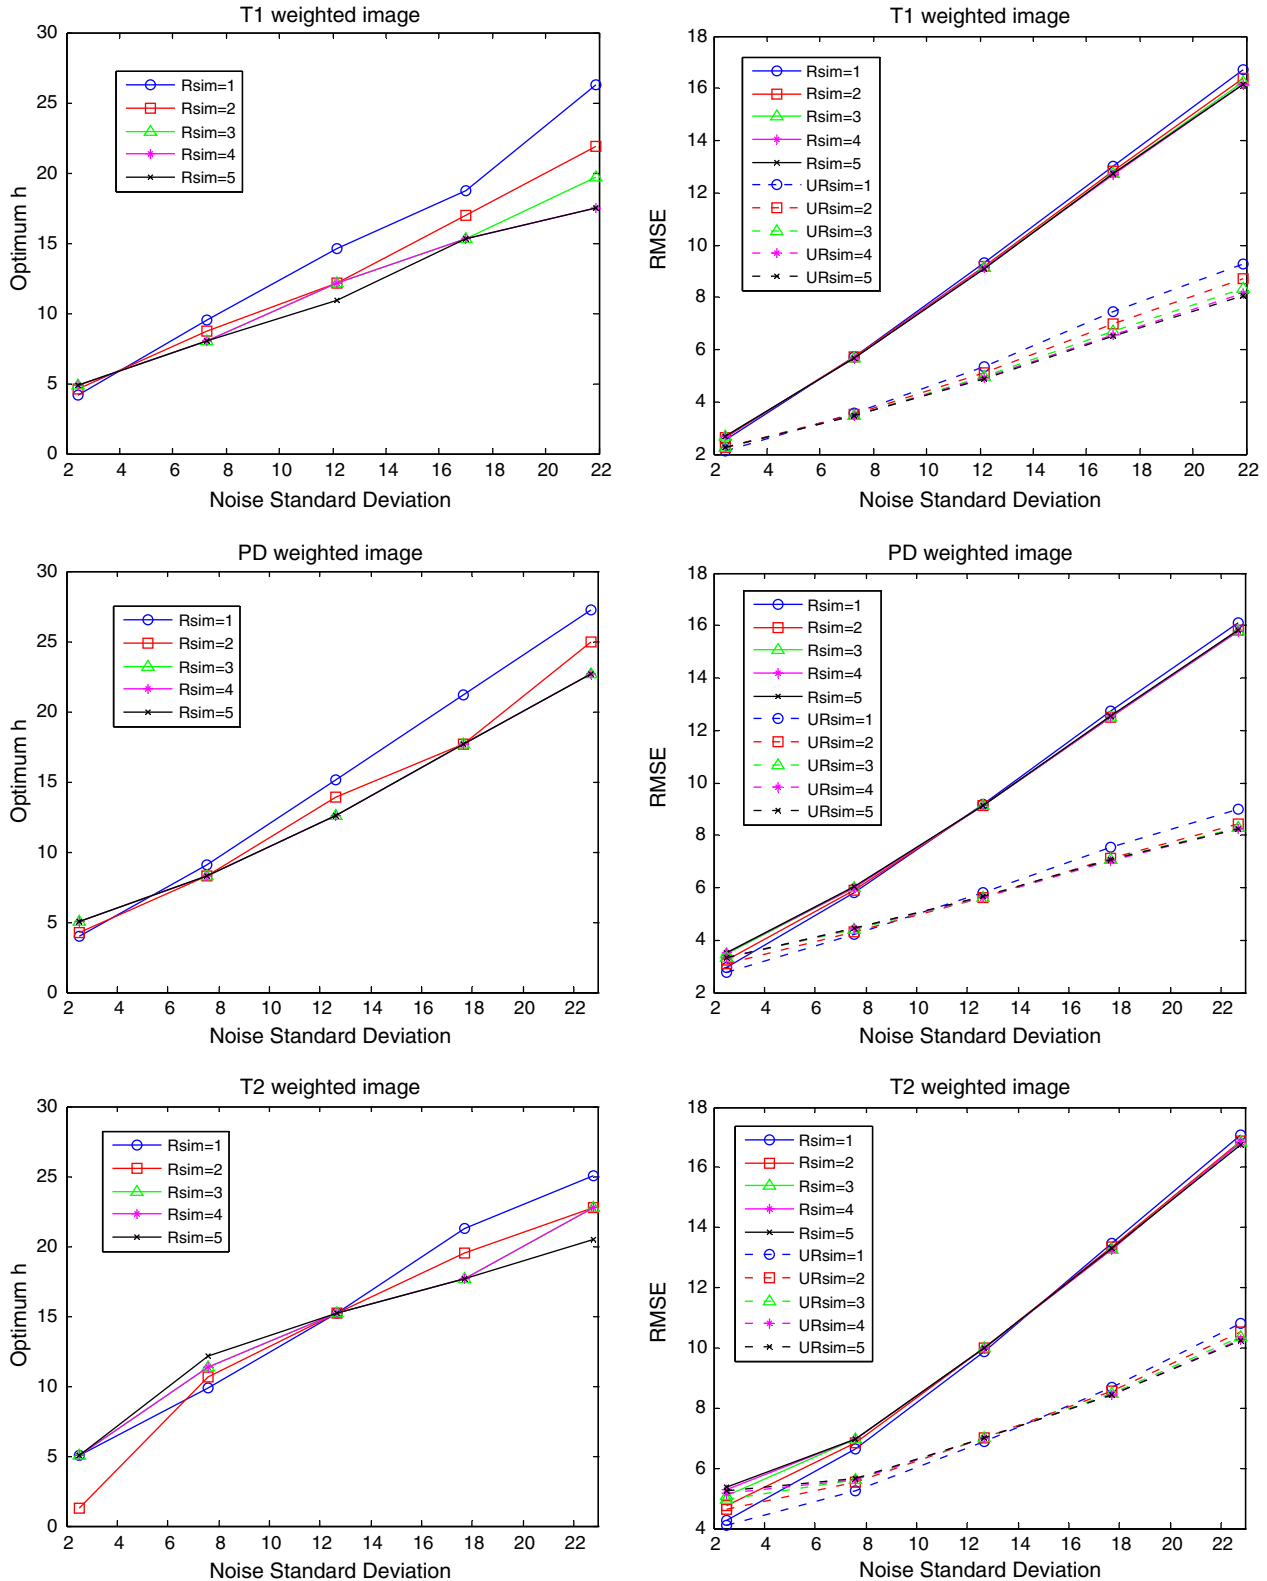 T1 weighted image
30
25
20
15
10
5
0
Optimum h
Rsim=1
Rsim=2
Rsim=3
Rsim=4
Rsim=5
2 4 6 8 10 12 14 16 18 20 22
Noise Standard Deviation
T1 weighted image
18
16
14
12
10
8
6
4
2
RMSE
Rsim=1
Rsim=2
Rsim=3
Rsim=4
Rsim=5
URsim=1
URsim=2
URsim=3
URsim=4
URsim=5
2 4 6 8 10 12 14 16 18 20 22
Noise Standard Deviation
PD weighted image
30
25
20
15
10
5
0
Optimum h
Rsim=1
Rsim=2
Rsim=3
Rsim=4
Rsim=5
2 4 6 8 10 12 14 16 18 20 22
Noise Standard Deviation
PD weighted image
18
16
14
12
10
8
6
4
2
RMSE
Rsim=1
Rsim=2
Rsim=3
Rsim=4
Rsim=5
URsim=1
URsim=2
URsim=3
URsim=4
URsim=5
2 4 6 8 10 12 14 16 18 20 22
Noise Standard Deviation
T2 weighted image
30
25
20
15
10
5
0
Optimum h
Rsim=1
Rsim=2
Rsim=3
Rsim=4
Rsim=5
2 4 6 8 10 12 14 16 18 20 22
Noise Standard Deviation
T2 weighted image
18
16
14
12
10
8
6
4
RMSE
Rsim=1
Rsim=2
Rsim=3
Rsim=4
Rsim=5
URsim=1
URsim=2
URsim=3
URsim=4
URsim=5
2 4 6 8 10 12 14 16 18 20 22
Noise Standard Deviation